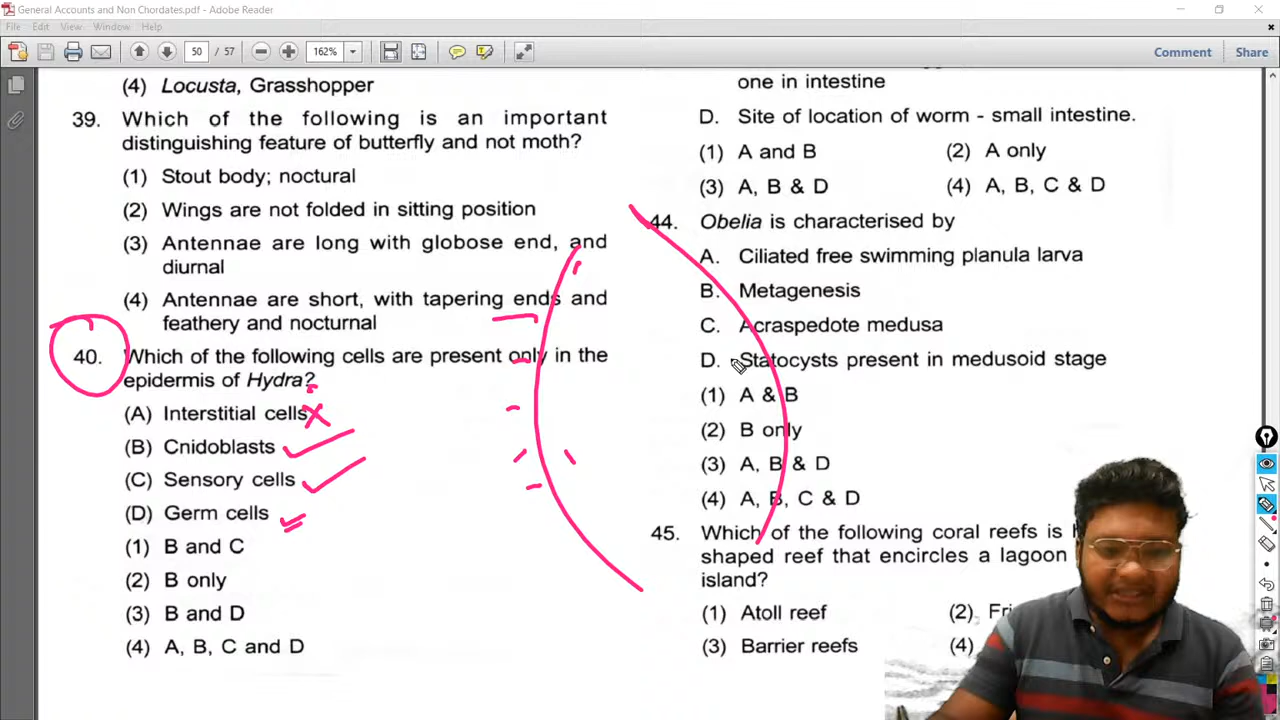 General Accounts and Non Chordates.pdf - Adobe Reader
File Edit View Window Help
50 / 57
162%
Comment
Share
(4) Locusta, Grasshopper
39. Which of the following is an important
distinguishing feature of butterfly and not moth?
(1) Stout body; noctural
(2) Wings are not folded in sitting position
(3) Antennae are long with globose end, and
diurnal
(4) Antennae are short, with tapering ends and
feathery and nocturnal
40. Which of the following cells are present only in the
epidermis of Hydra?
(A) Interstitial cells
(B) Cnidoblasts
(C) Sensory cells
(D) Germ cells
(1) B and C
(2) B only
(3) B and D
(4) A, B, C and D
one in intestine
D. Site of location of worm - small intestine.
(1) A and B
(2) A only
(3) A, B & D
(4) A, B, C & D
44. Obelia is characterised by
A. Ciliated free swimming planula larva
B. Metagenesis
C. Acraspedote medusa
D. Statocysts present in medusoid stage
(1) A & B
(2) B only
(3) A, B & D
(4) A, B, C & D
45. Which of the following coral reefs is
shaped reef that encircles a lagoon
island?
(1) Atoll reef
(2)
(3) Barrier reefs
(4)